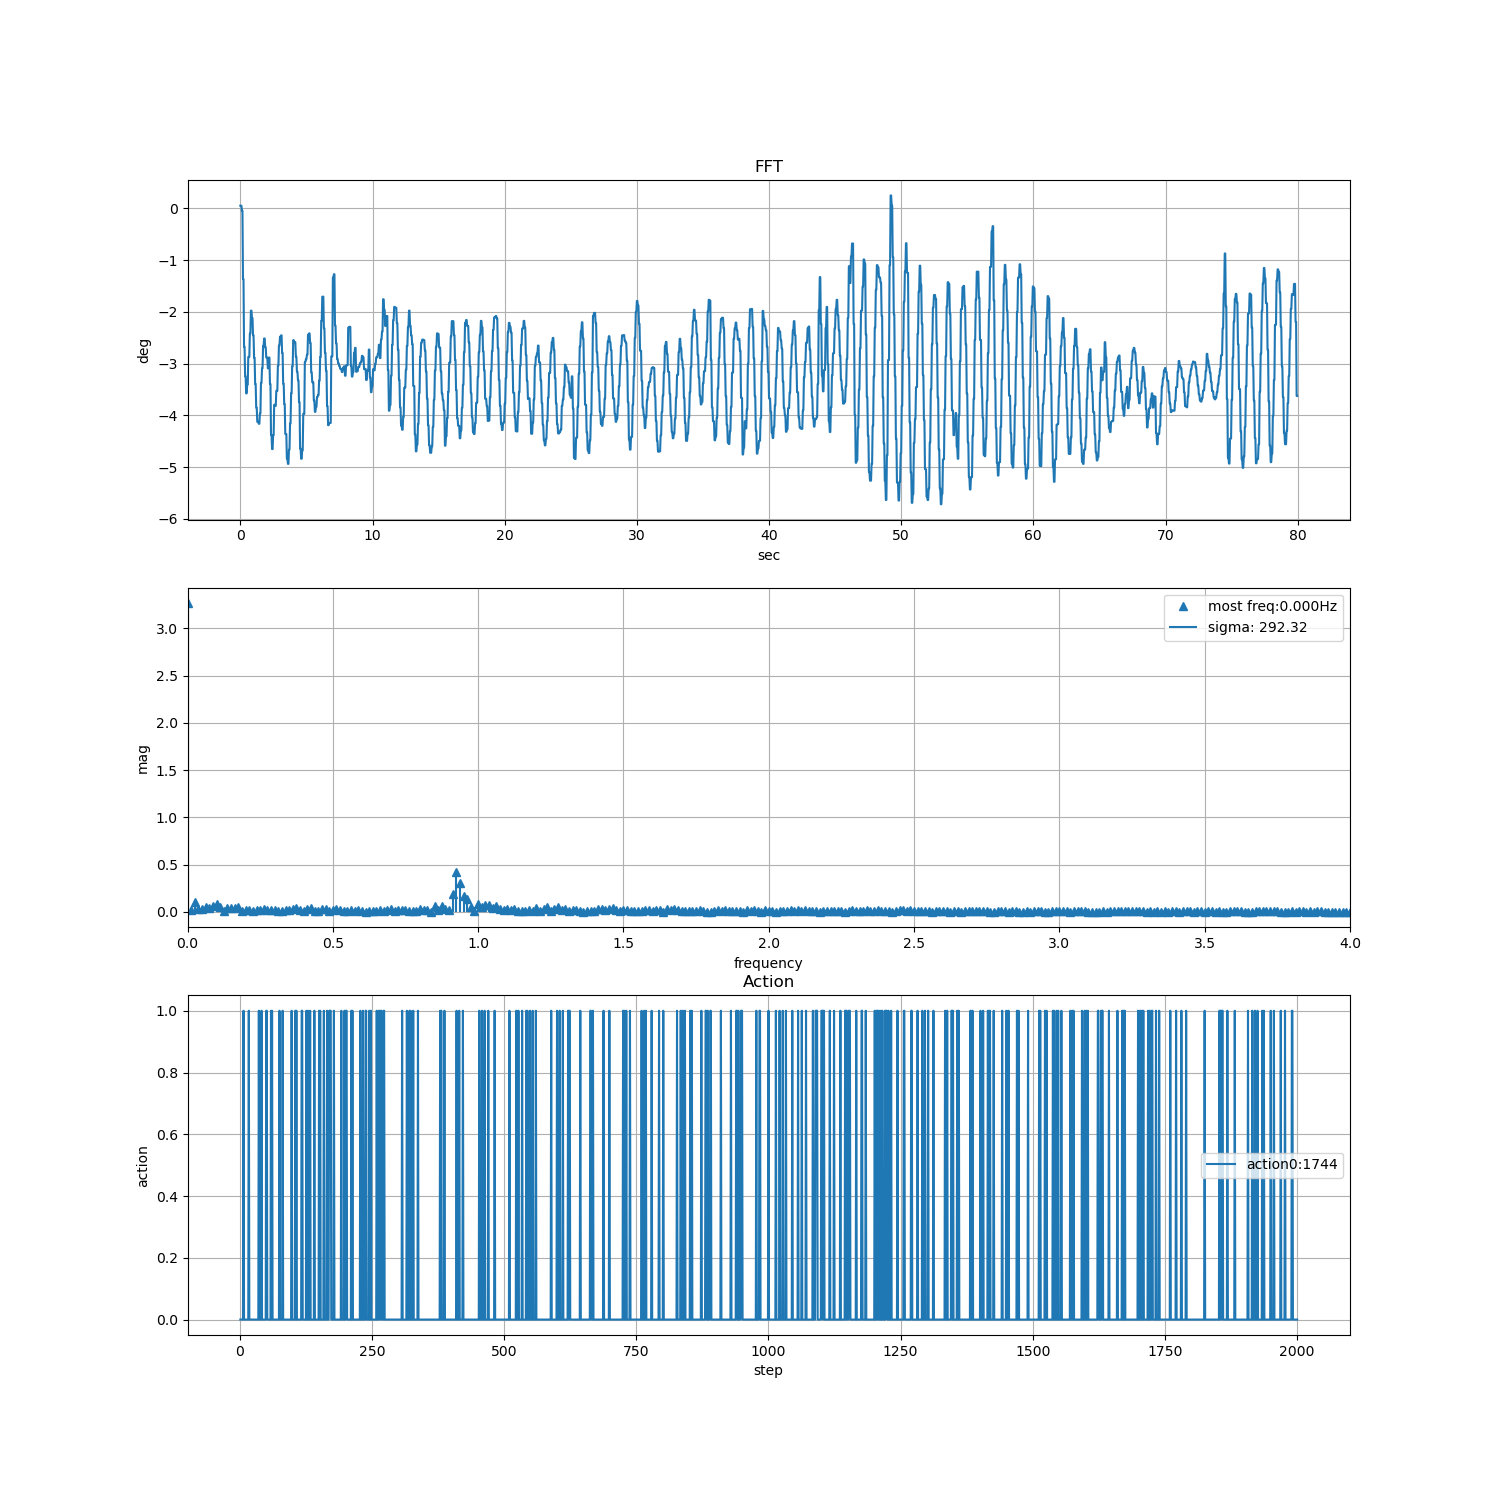 FFT
0
−1
−2
−3
−4
−5
−6
deg
0 10 20 30 40 50 60 70 80
sec
most freq:0.000Hz
sigma: 292.32
3.0
2.5
2.0
1.5
1.0
0.5
0.0
mag
0.0 0.5 1.0 1.5 2.0 2.5 3.0 3.5 4.0
frequency
Action
1.0
0.8
0.6
0.4
0.2
0.0
action
action0:1744
0 250 500 750 1000 1250 1500 1750 2000
step